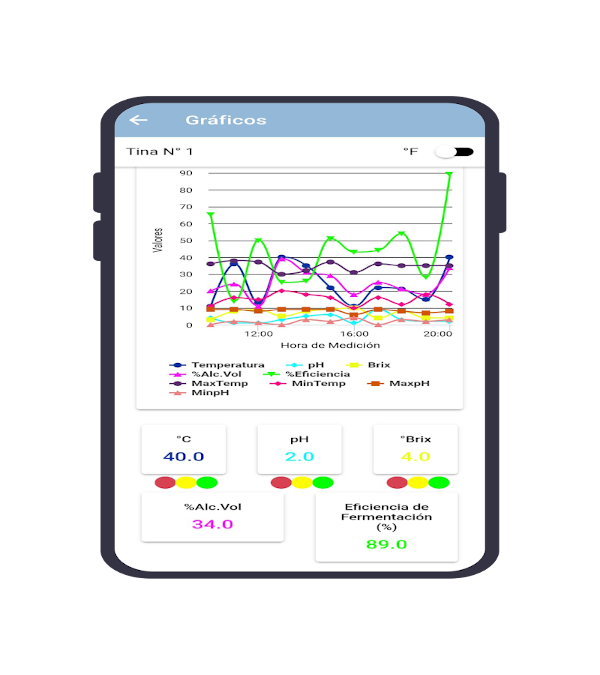 Gráficos
Tina N° 1 °F
90
80
70
60
50
40
30
20
10
0
Valores
12:00 16:00 20:00
Hora de Medición
Temperatura pH Brix
%Alc.Vol %Eficiencia
MaxTemp MinTemp MaxpH
MinpH
°C pH °Brix
40.0 2.0 4.0
%Alc.Vol
34.0
Eficiencia de
Fermentación
(%)
89.0